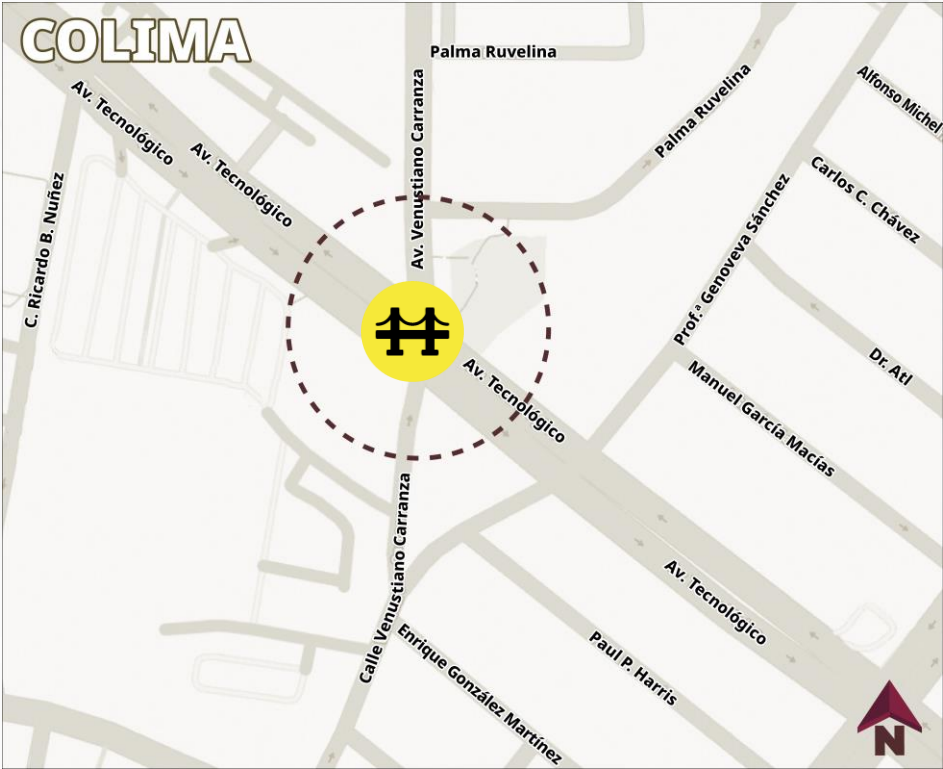 COLIMA
Palma Ruvelina
Alfonso Michel
Palma Ruvelina
Av. Tecnológico
Av. Venustiano Carranza
Av. Tecnológico
Carlos C. Chávez
C. Ricardo B. Nuñez
Prof.ª Genoveva Sánchez
Dr. Atl
Av. Tecnológico
Manuel García Macías
Calle Venustiano Carranza
Av. Tecnológico
Paul P. Harris
Enrique González Martínez
N